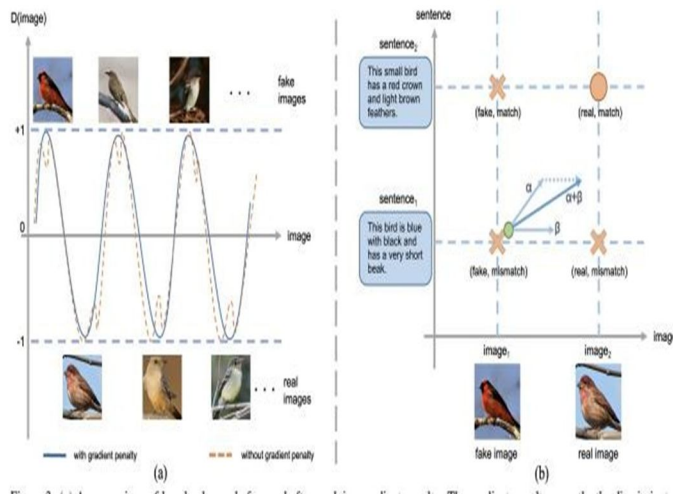 D(image)
fake
images
+1
0
image
-1
real
images
with gradient penalty
without gradient penalty
(a)
sentence
sentence2
This small bird
has a red crown
and light brown
feathers.
(fake, match)
(real, match)
α
α+β
β
sentence1
This bird is blue
with black and
has a very short
beak.
(fake, mismatch)
(real, mismatch)
image
image1
image2
fake image
real image
(b)